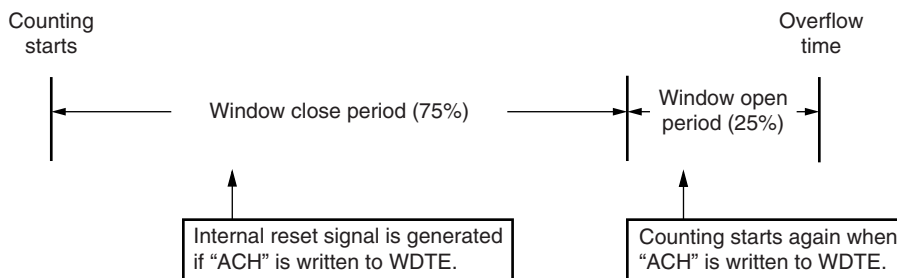 Counting
starts
Overflow
time
Window close period (75%)
Window open
period (25%)
Internal reset signal is generated
if “ACH” is written to WDTE.
Counting starts again when
“ACH” is written to WDTE.